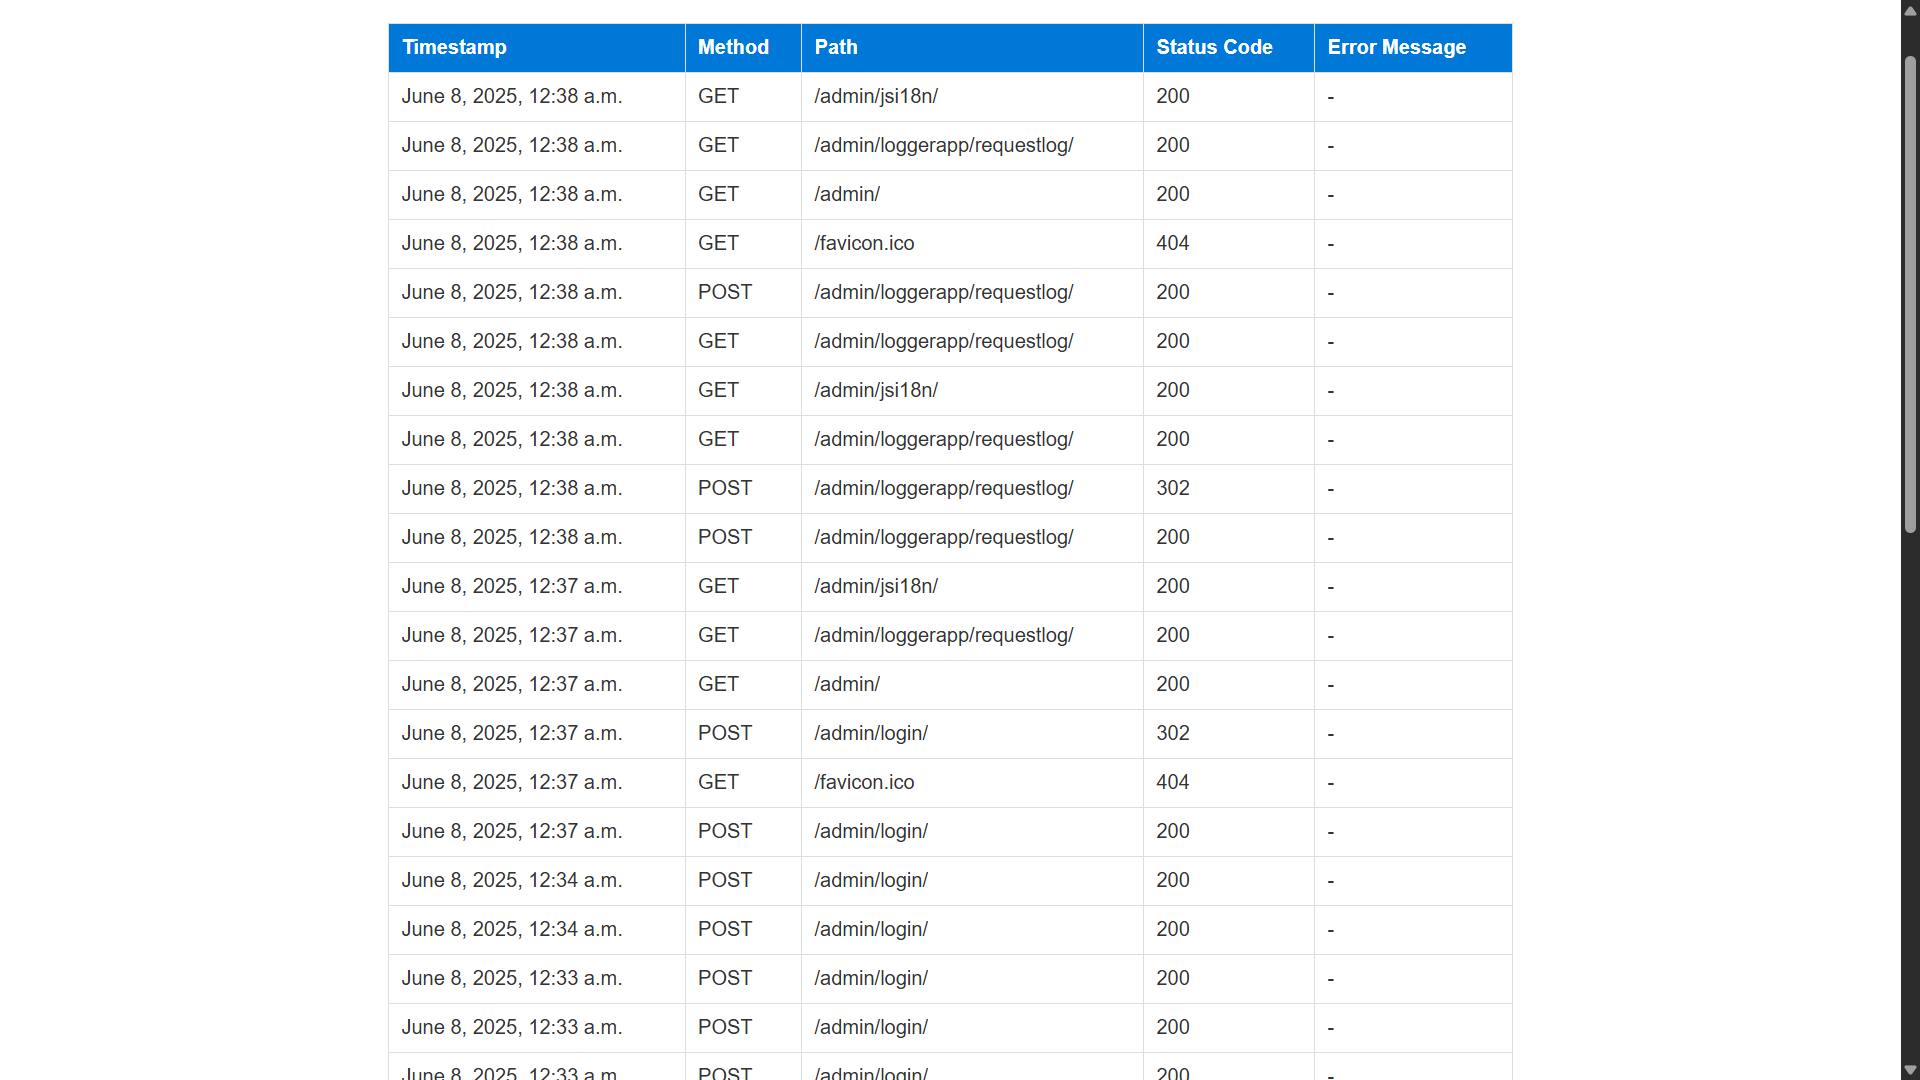 Timestamp Method Path Status Code Error Message
June 8, 2025, 12:38 a.m. GET /admin/jsi18n/ 200 -
June 8, 2025, 12:38 a.m. GET /admin/loggerapp/requestlog/ 200 -
June 8, 2025, 12:38 a.m. GET /admin/ 200 -
June 8, 2025, 12:38 a.m. GET /favicon.ico 404 -
June 8, 2025, 12:38 a.m. POST /admin/loggerapp/requestlog/ 200 -
June 8, 2025, 12:38 a.m. GET /admin/loggerapp/requestlog/ 200 -
June 8, 2025, 12:38 a.m. GET /admin/jsi18n/ 200 -
June 8, 2025, 12:38 a.m. GET /admin/loggerapp/requestlog/ 200 -
June 8, 2025, 12:38 a.m. POST /admin/loggerapp/requestlog/ 302 -
June 8, 2025, 12:38 a.m. POST /admin/loggerapp/requestlog/ 200 -
June 8, 2025, 12:37 a.m. GET /admin/jsi18n/ 200 -
June 8, 2025, 12:37 a.m. GET /admin/loggerapp/requestlog/ 200 -
June 8, 2025, 12:37 a.m. GET /admin/ 200 -
June 8, 2025, 12:37 a.m. POST /admin/login/ 302 -
June 8, 2025, 12:37 a.m. GET /favicon.ico 404 -
June 8, 2025, 12:37 a.m. POST /admin/login/ 200 -
June 8, 2025, 12:34 a.m. POST /admin/login/ 200 -
June 8, 2025, 12:34 a.m. POST /admin/login/ 200 -
June 8, 2025, 12:33 a.m. POST /admin/login/ 200 -
June 8, 2025, 12:33 a.m. POST /admin/login/ 200 -
June 8, 2025, 12:33 a.m. POST /admin/login/ 200 -